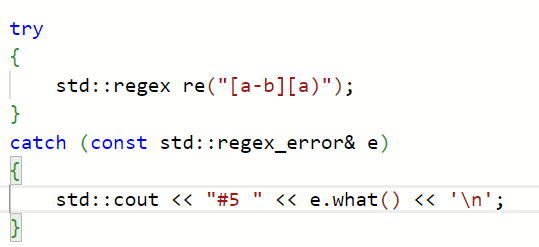 try
{
    std::regex re("[a-b][a)");
}
catch (const std::regex_error& e)
{
    std::cout << "#5 " << e.what() << '\n';
}